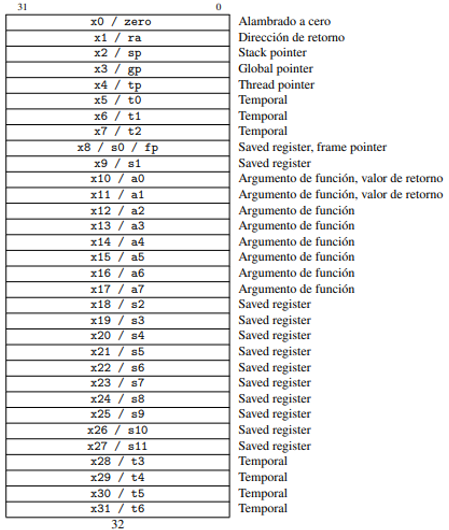 31 0
x0 / zero Alambrado a cero
x1 / ra Dirección de retorno
x2 / sp Stack pointer
x3 / gp Global pointer
x4 / tp Thread pointer
x5 / t0 Temporal
x6 / t1 Temporal
x7 / t2 Temporal
x8 / s0 / fp Saved register, frame pointer
x9 / s1 Saved register
x10 / a0 Argumento de función, valor de retorno
x11 / a1 Argumento de función, valor de retorno
x12 / a2 Argumento de función
x13 / a3 Argumento de función
x14 / a4 Argumento de función
x15 / a5 Argumento de función
x16 / a6 Argumento de función
x17 / a7 Argumento de función
x18 / s2 Saved register
x19 / s3 Saved register
x20 / s4 Saved register
x21 / s5 Saved register
x22 / s6 Saved register
x23 / s7 Saved register
x24 / s8 Saved register
x25 / s9 Saved register
x26 / s10 Saved register
x27 / s11 Saved register
x28 / t3 Temporal
x29 / t4 Temporal
x30 / t5 Temporal
x31 / t6 Temporal
32